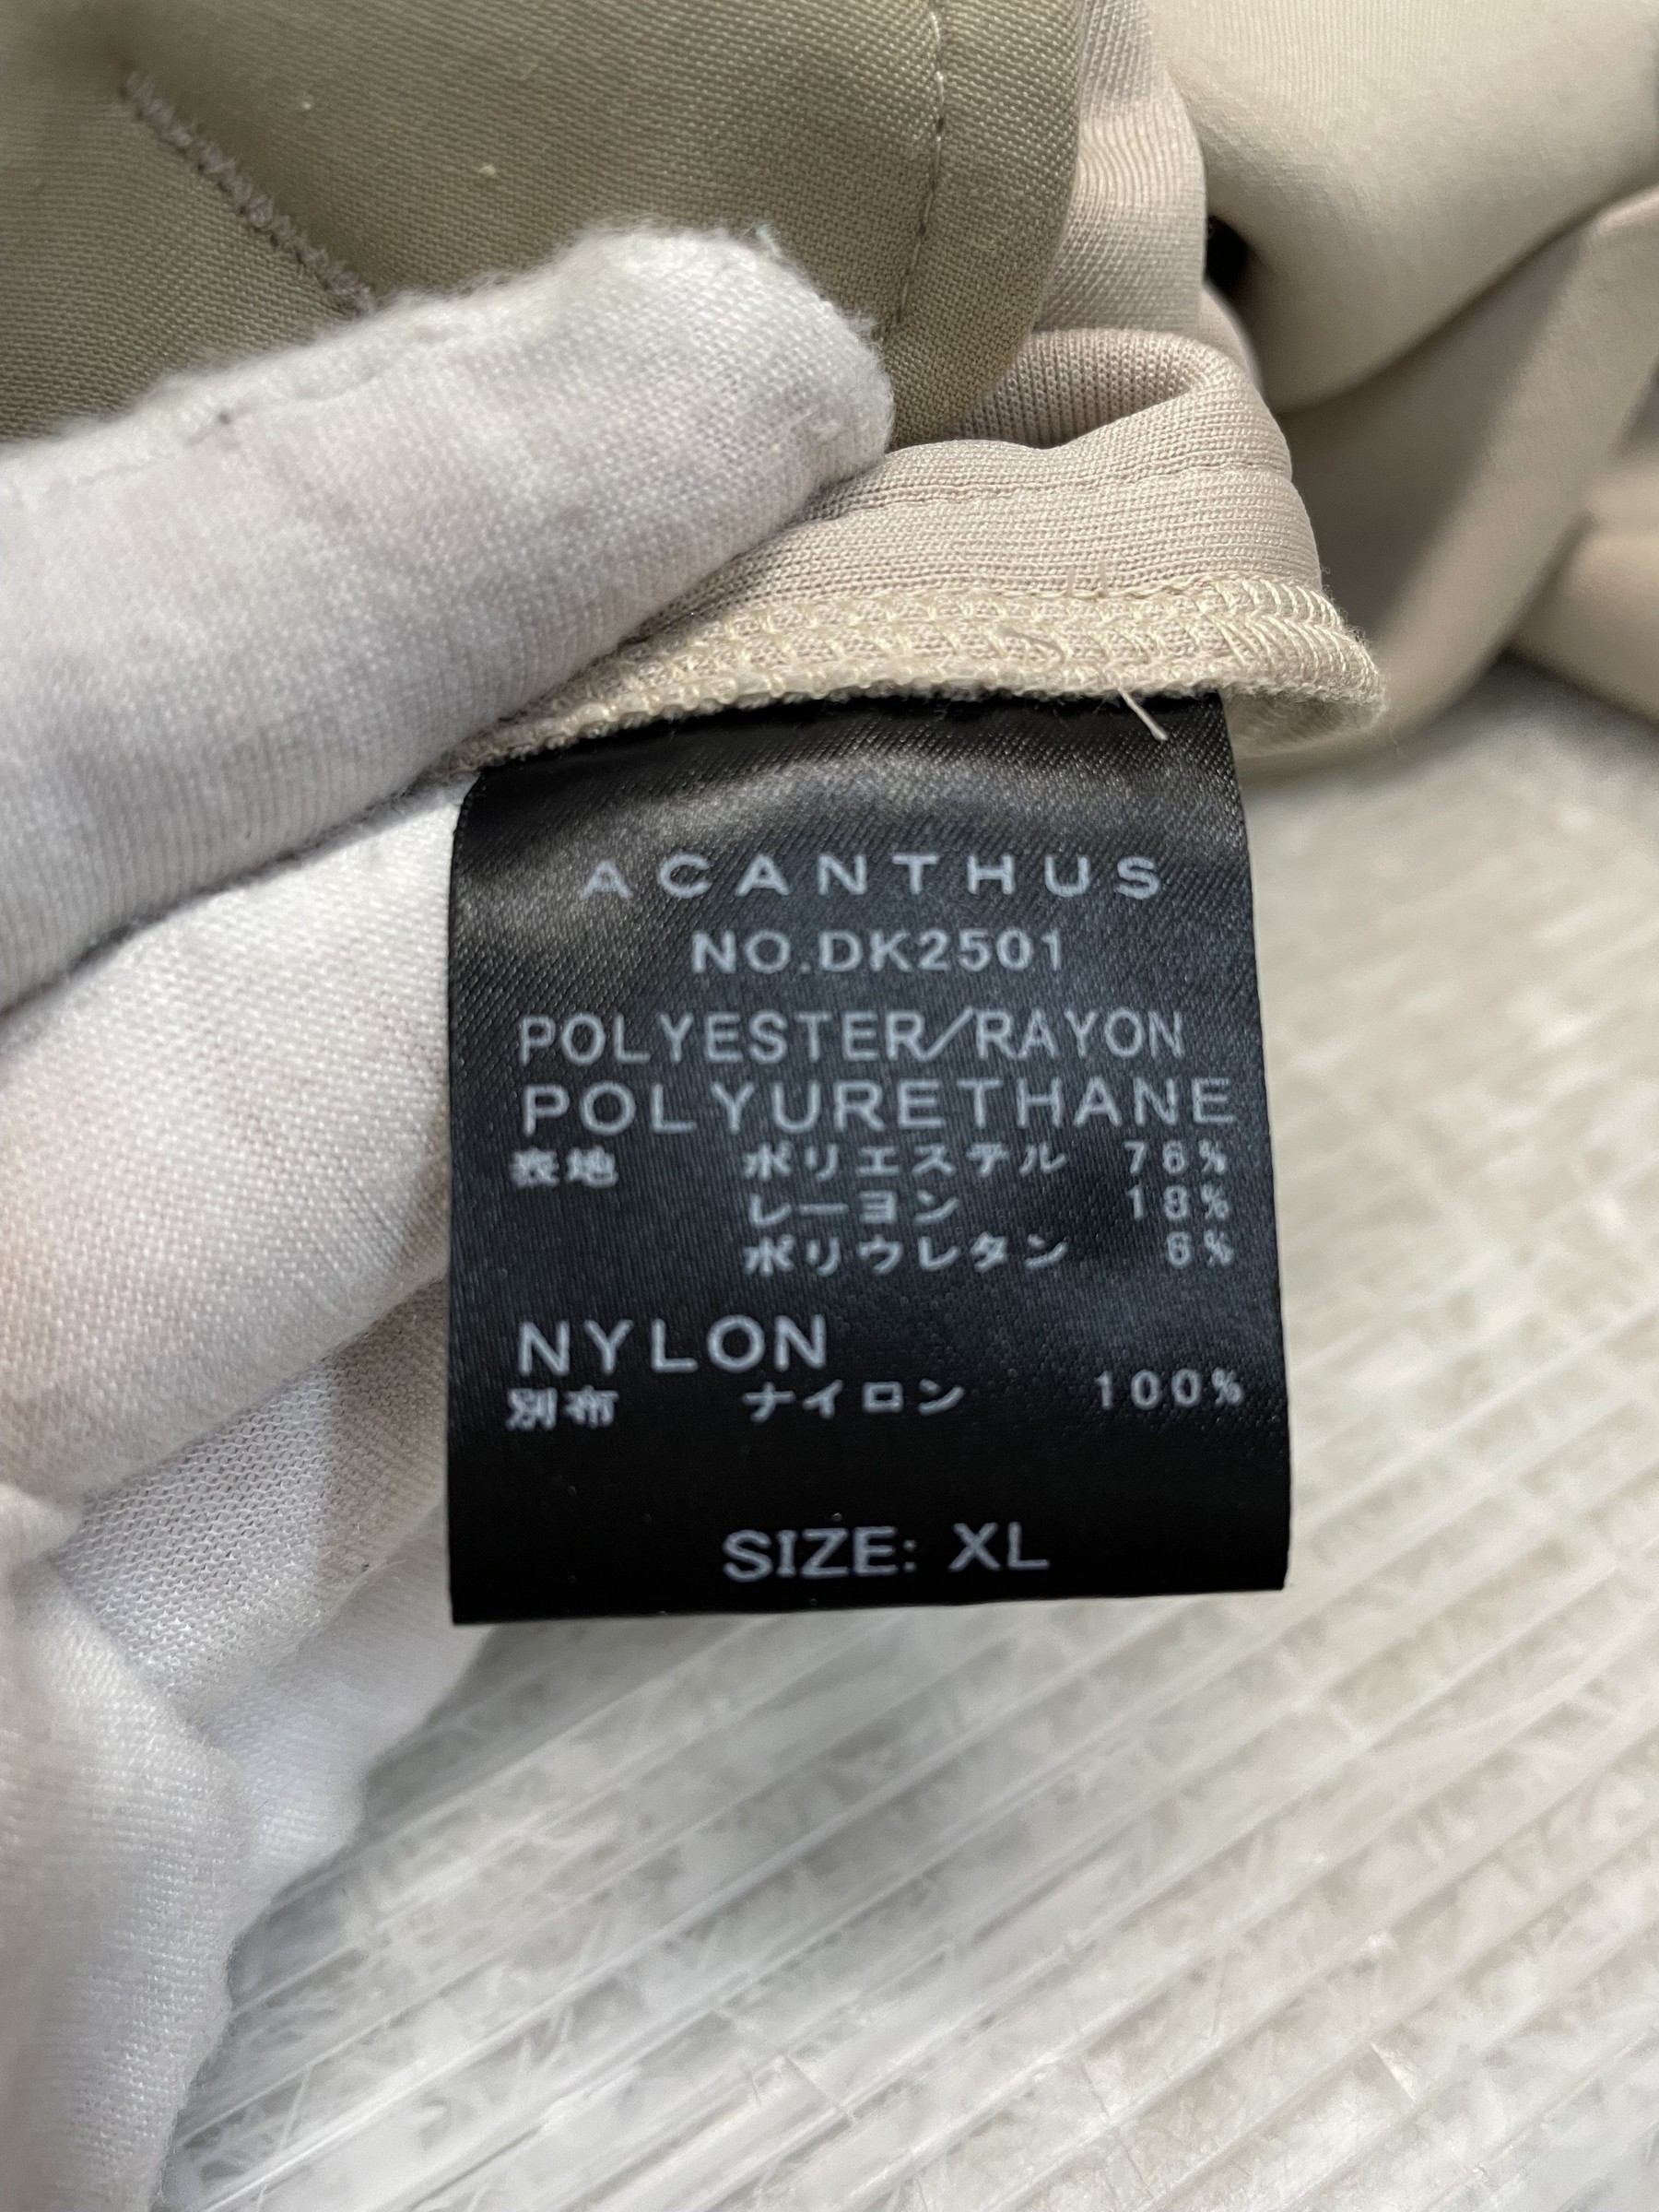 ACANTHUS
NO.DK2501
POLYESTER/RAYON
POLYURETHANE
表地 ポリエステル 76%
レーヨン 18%
ポリウレタン 6%
NYLON
別布 ナイロン 100%
SIZE: XL